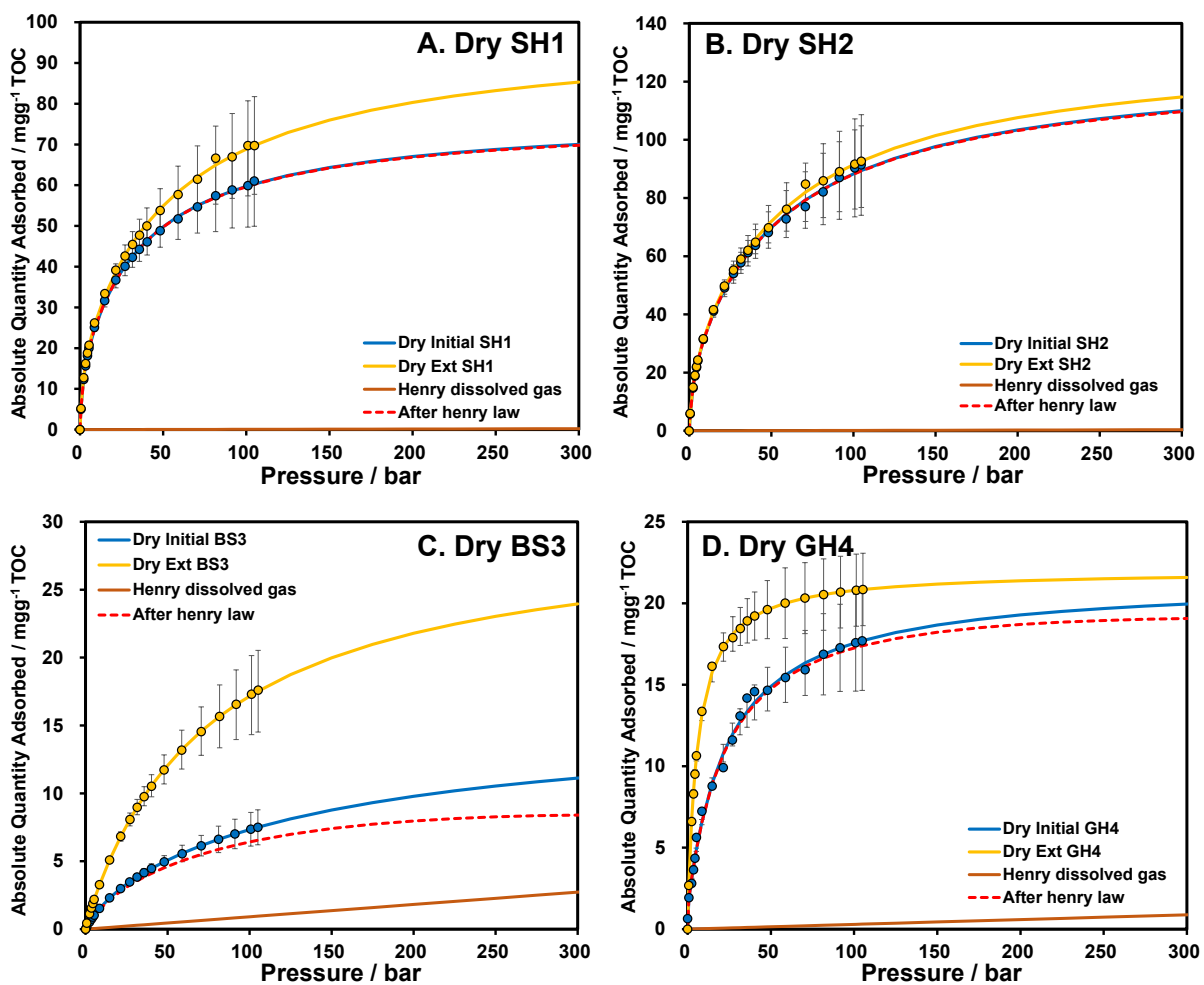 A. Dry SH1
Absolute Quantity Adsorbed / mgg⁻¹ TOC
100
90
80
70
60
50
40
30
20
10
0
Dry Initial SH1
Dry Ext SH1
Henry dissolved gas
After henry law
0 50 100 150 200 250 300
Pressure / bar
B. Dry SH2
Absolute Quantity Adsorbed / mgg⁻¹ TOC
140
120
100
80
60
40
20
0
Dry Initial SH2
Dry Ext SH2
Henry dissolved gas
After henry law
0 50 100 150 200 250 300
Pressure / bar
C. Dry BS3
Absolute Quantity Adsorbed / mgg⁻¹ TOC
30
25
20
15
10
5
0
Dry Initial BS3
Dry Ext BS3
Henry dissolved gas
After henry law
0 50 100 150 200 250 300
Pressure / bar
D. Dry GH4
Absolute Quantity Adsorbed / mgg⁻¹ TOC
25
20
15
10
5
0
Dry Initial GH4
Dry Ext GH4
Henry dissolved gas
After henry law
0 50 100 150 200 250 300
Pressure / bar